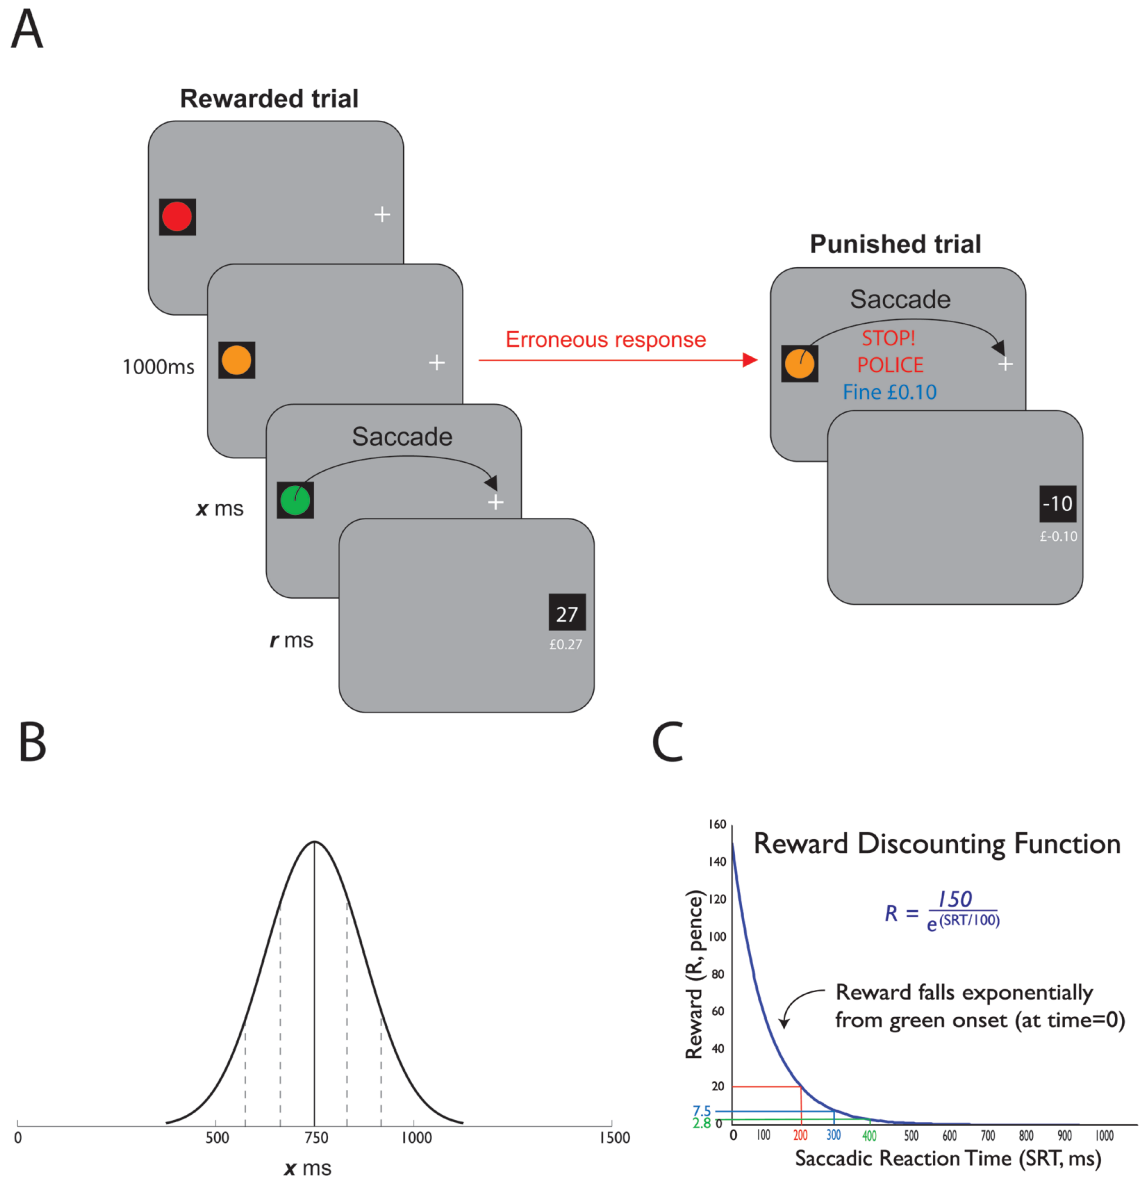 A
Rewarded trial
1000ms
Saccade
x ms
27
£0.27
r ms
Erroneous response
Punished trial
Saccade
STOP!
POLICE
Fine £0.10
-10
£-0.10
B
0
500
750
1000
1500
x ms
C
Reward Discounting Function
R = 150 / e(SRT/100)
Reward falls exponentially
from green onset (at time=0)
Reward (R, pence)
160
140
120
100
80
60
40
20
7.5
2.8
0
0 100 200 300 400 500 600 700 800 900 1000
Saccadic Reaction Time (SRT, ms)